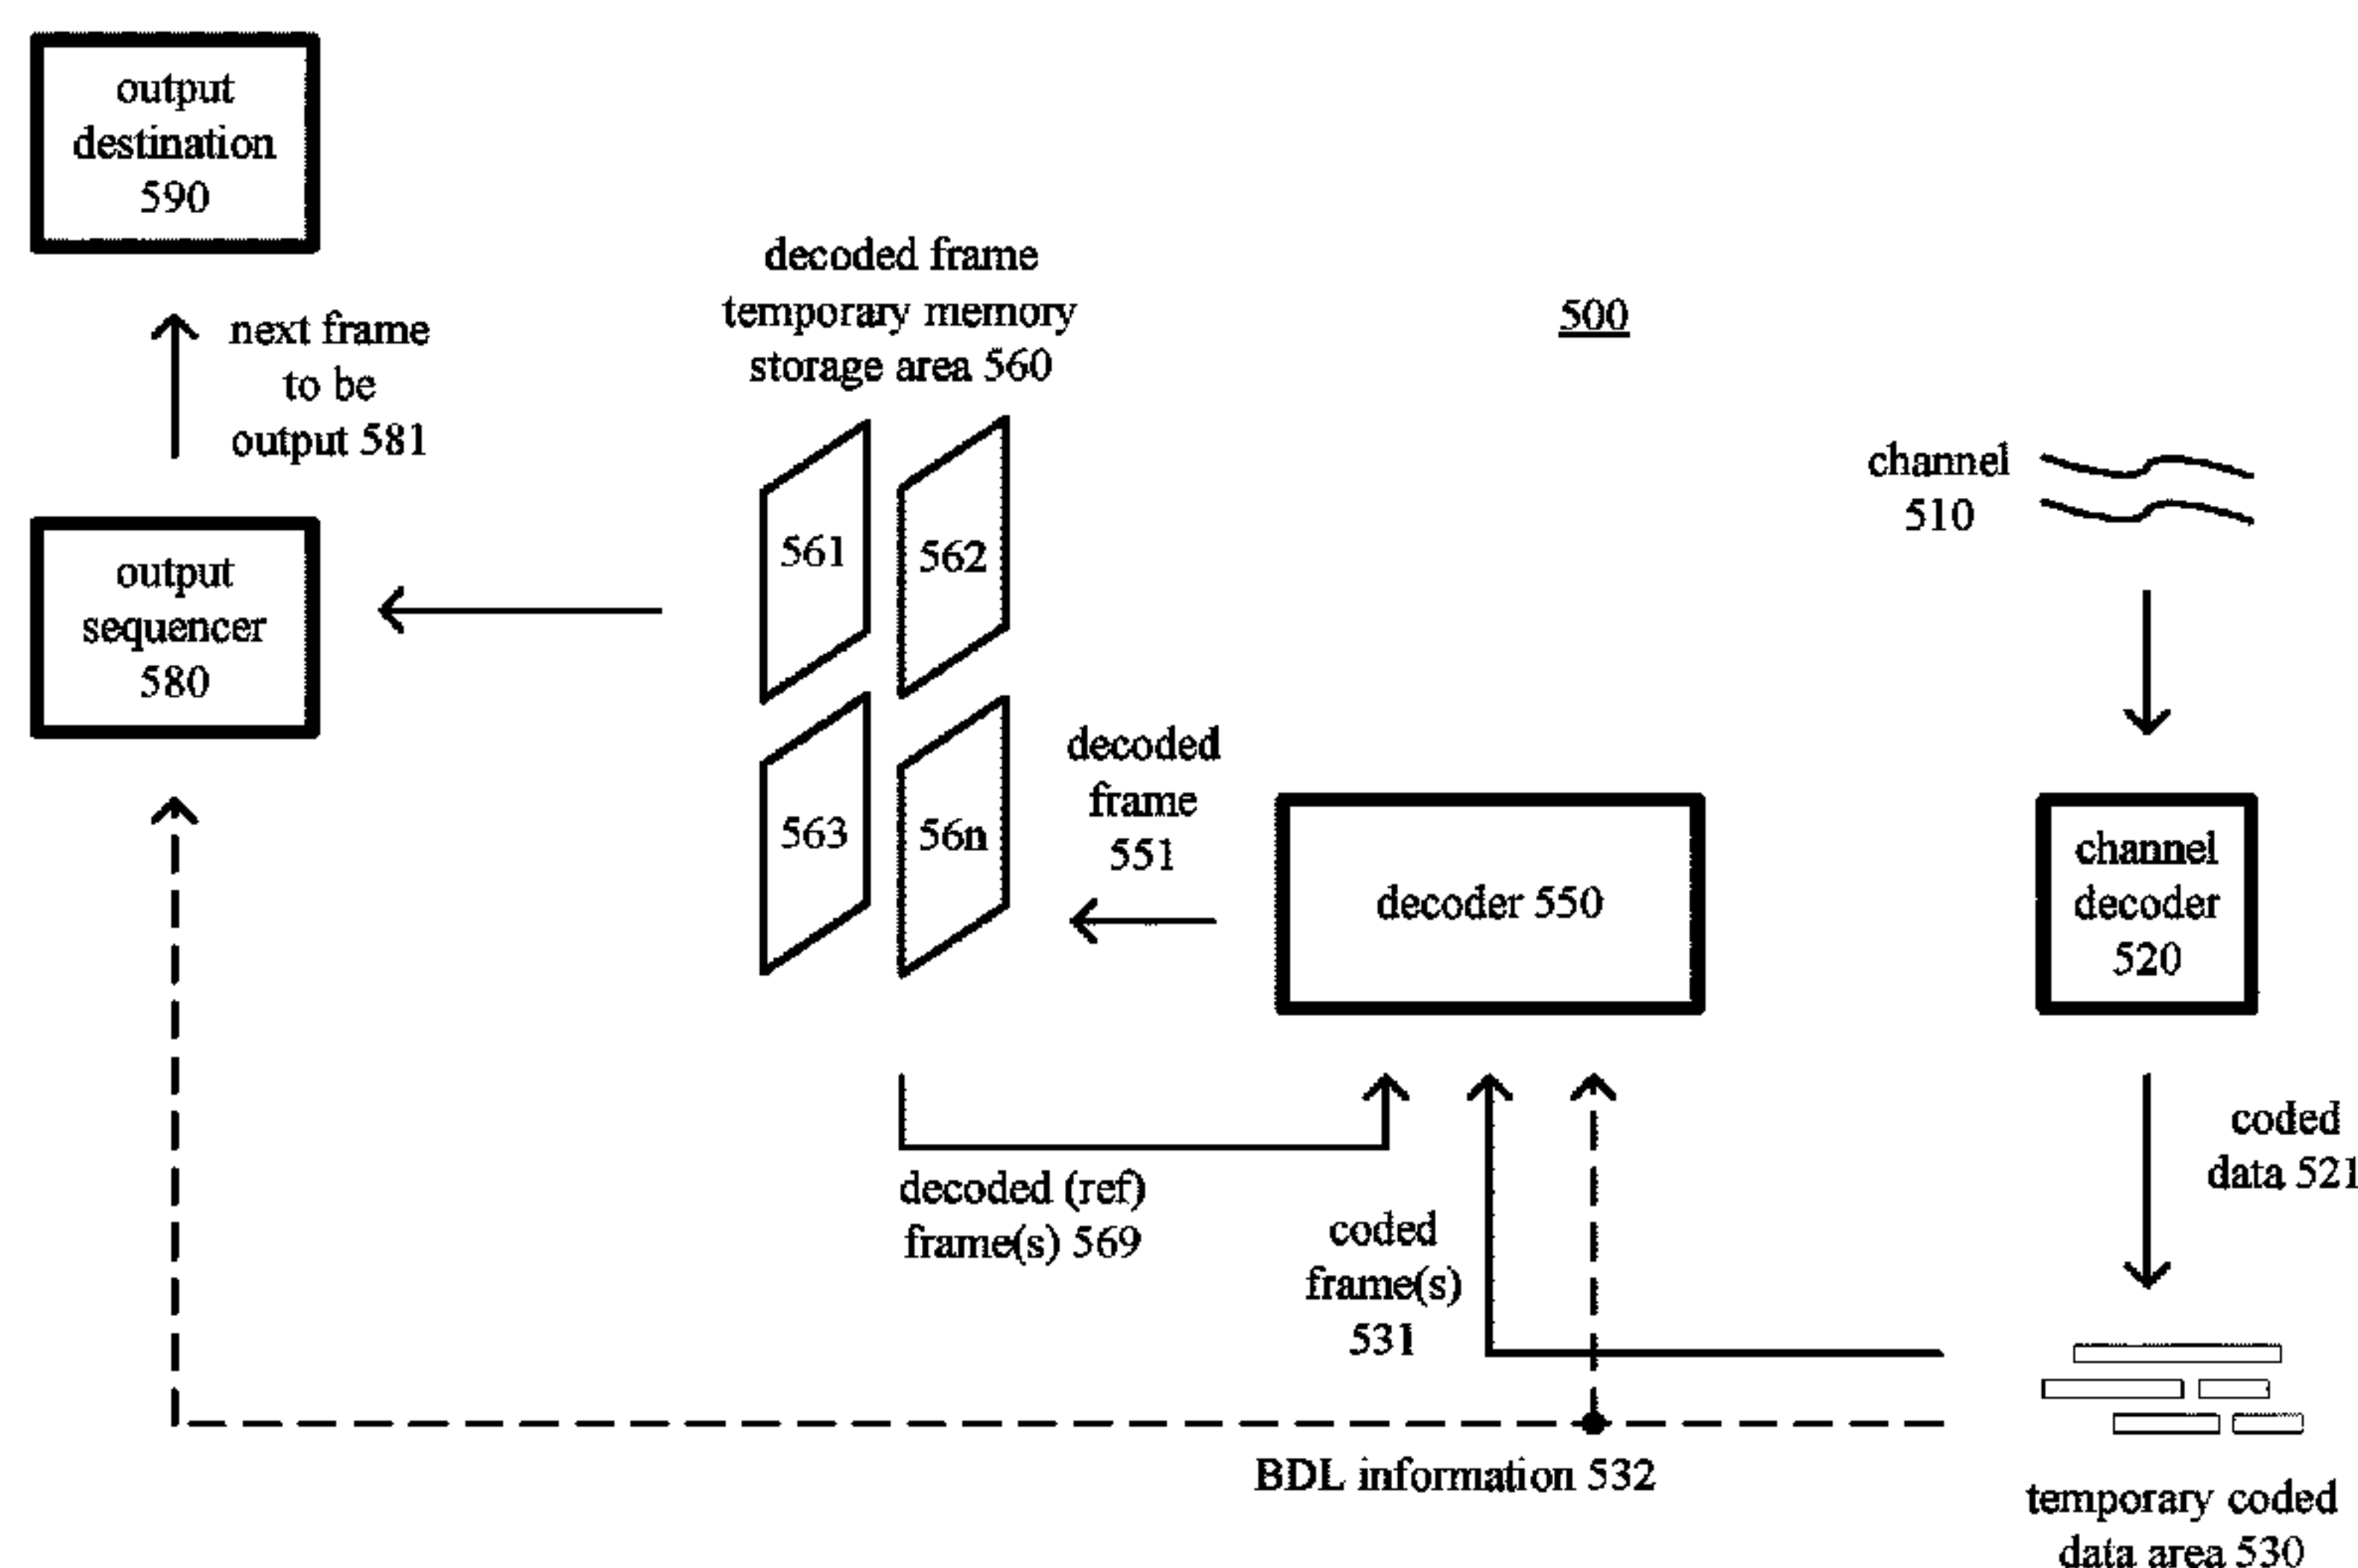 output
destination
590
next frame
to be
output 581
output
sequencer
580
decoded frame
temporary memory
storage area 560
561
562
563
56n
decoded
frame
551
500
channel
510
decoder 550
channel
decoder
520
coded
data 521
decoded (ref)
frame(s) 569
coded
frame(s)
531
BDL information 532
temporary coded
data area 530